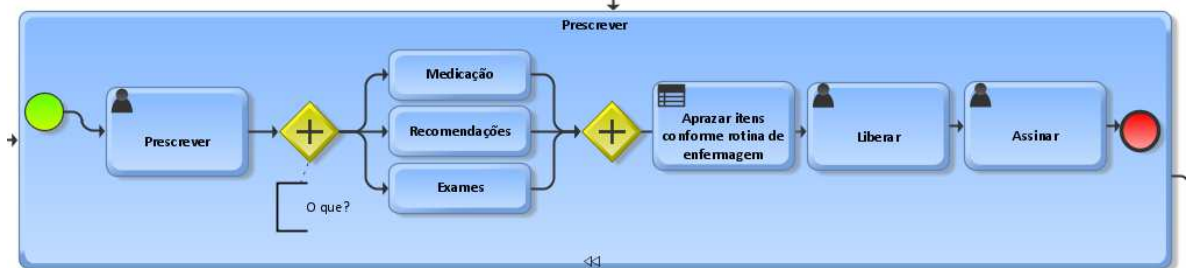 Prescrever
Prescrever
O que?
Medicação
Recomendações
Exames
Aprazar itens
conforme rotina de
enfermagem
Liberar
Assinar